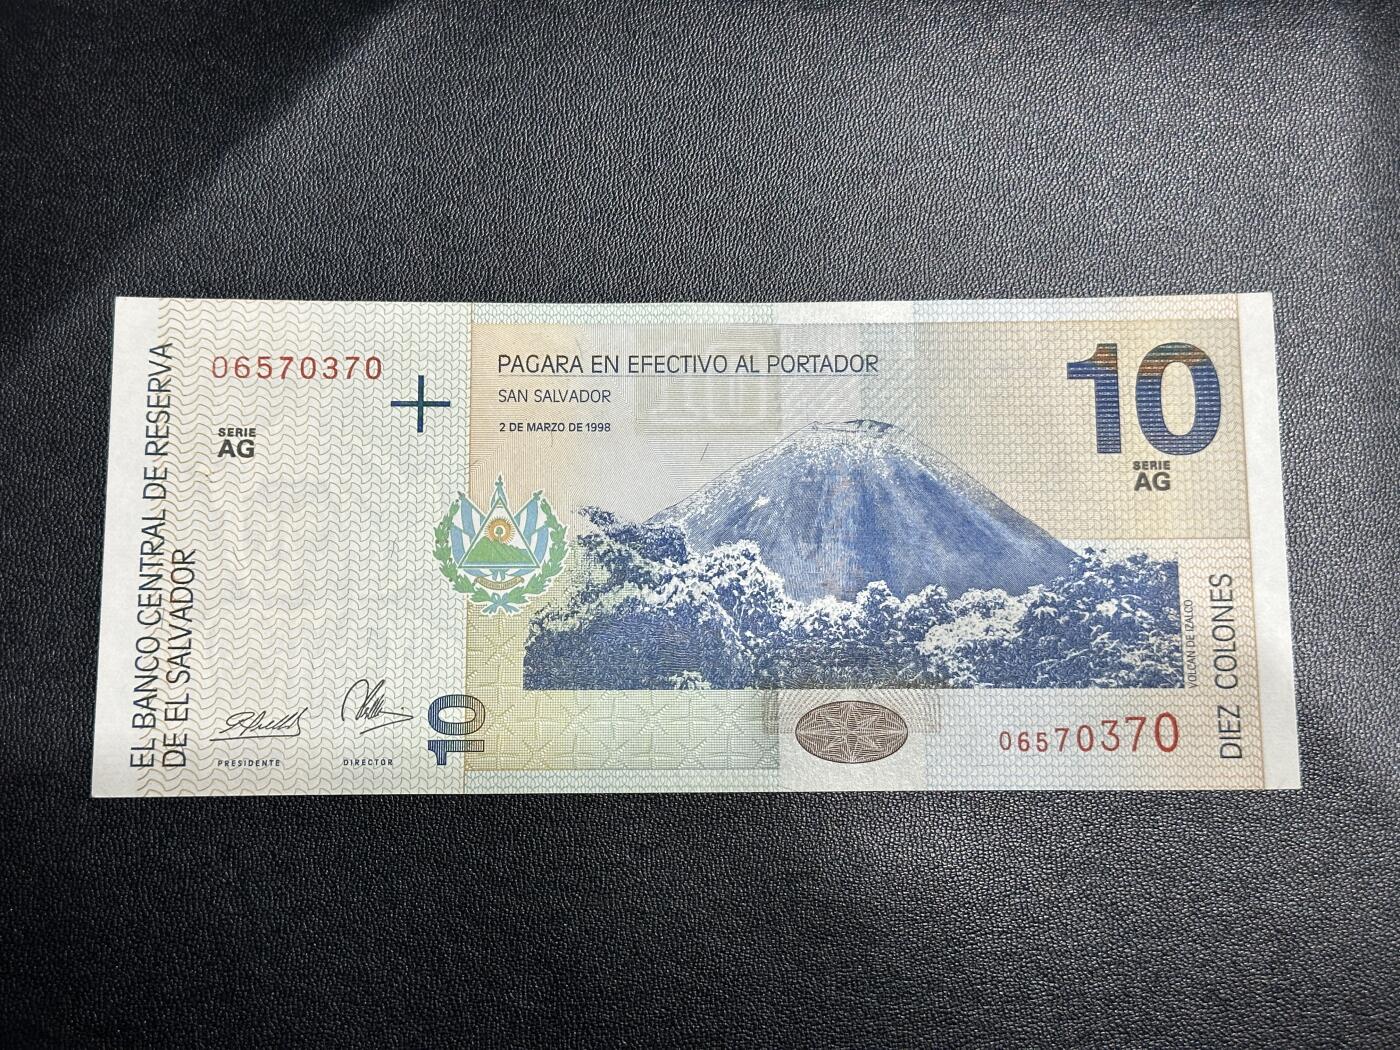 EL BANCO CENTRAL DE RESERVA
DE EL SALVADOR
06570370
SERIE
AG
PAGARA EN EFECTIVO AL PORTADOR
SAN SALVADOR
2 DE MARZO DE 1998
10
SERIE
AG
VOLCAN DE IZALCO
DIEZ COLONES
PRESIDENTE
DIRECTOR
10
06570370